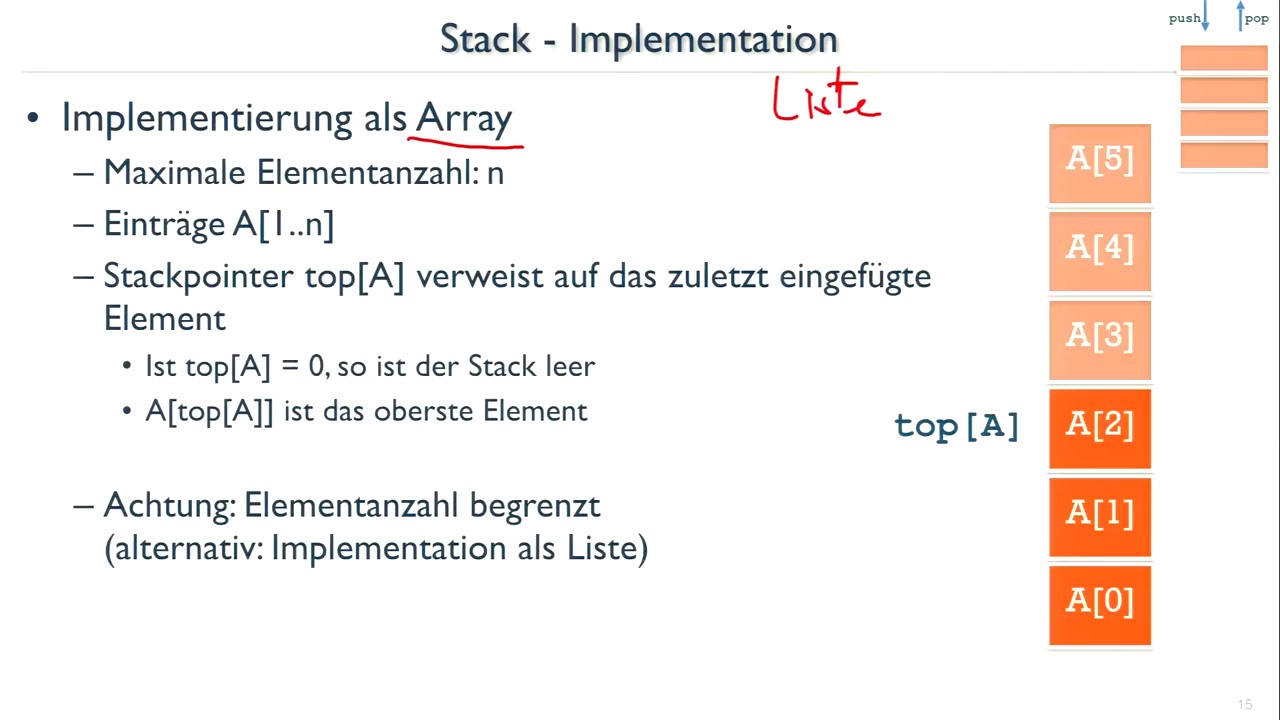 Stack - Implementation
push pop
Liste
• Implementierung als Array
– Maximale Elementanzahl: n
– Einträge A[1..n]
– Stackpointer top[A] verweist auf das zuletzt eingefügte
Element
• Ist top[A] = 0, so ist der Stack leer
• A[top[A]] ist das oberste Element
– Achtung: Elementanzahl begrenzt
(alternativ: Implementation als Liste)
A[5]
A[4]
A[3]
top[A] A[2]
A[1]
A[0]
15